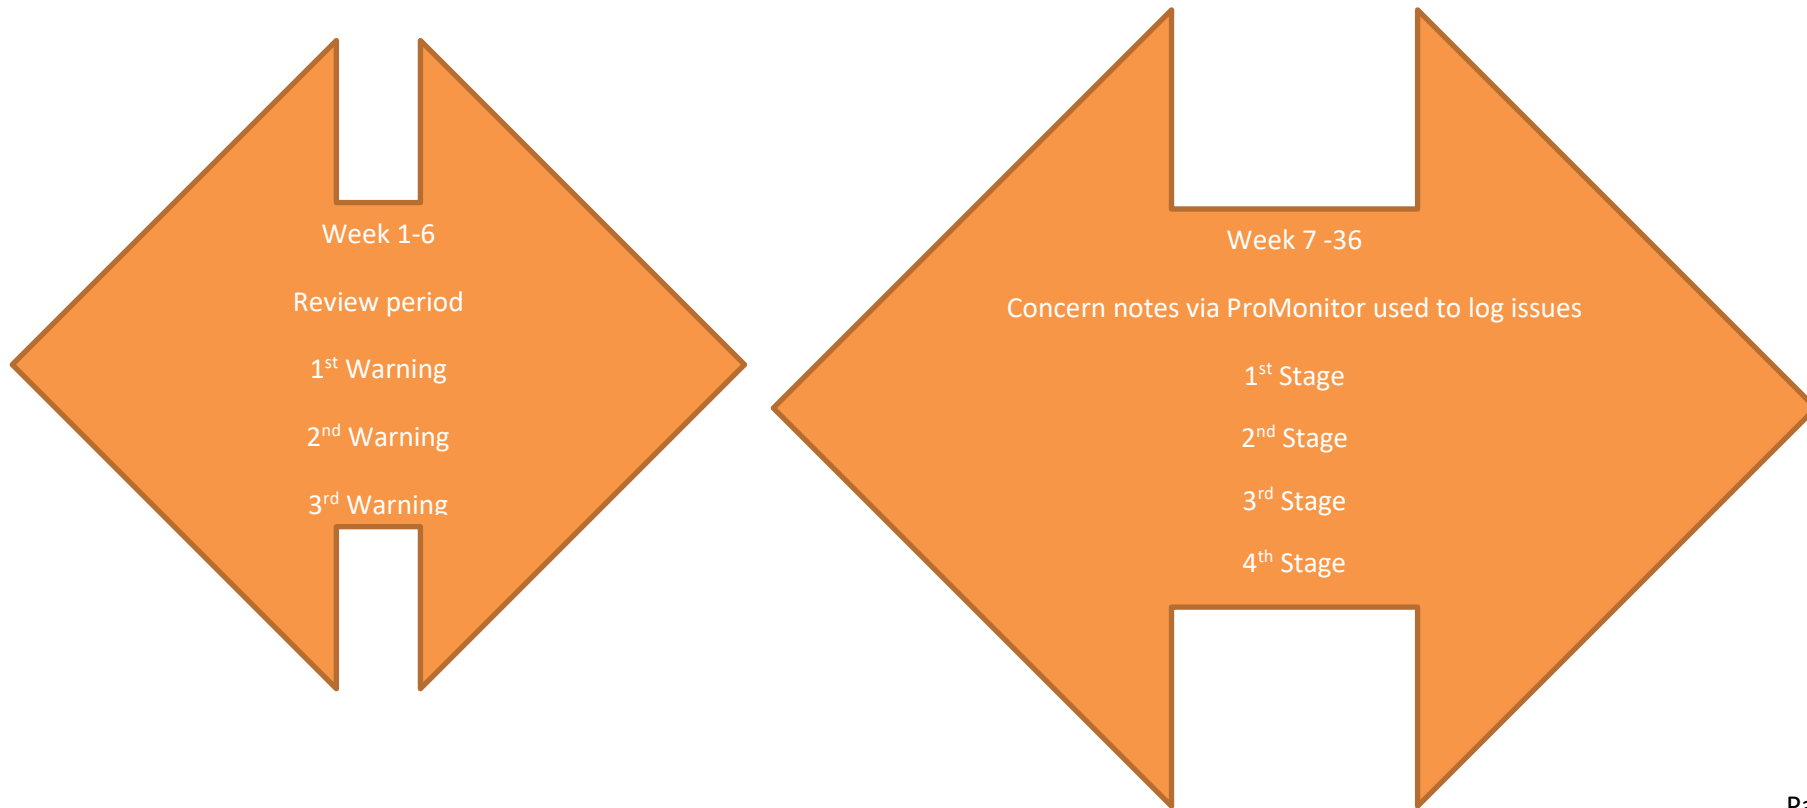 Week 1-6
Review period
1st Warning
2nd Warning
3rd Warning
Week 7 -36
Concern notes via ProMonitor used to log issues
1st Stage
2nd Stage
3rd Stage
4th Stage